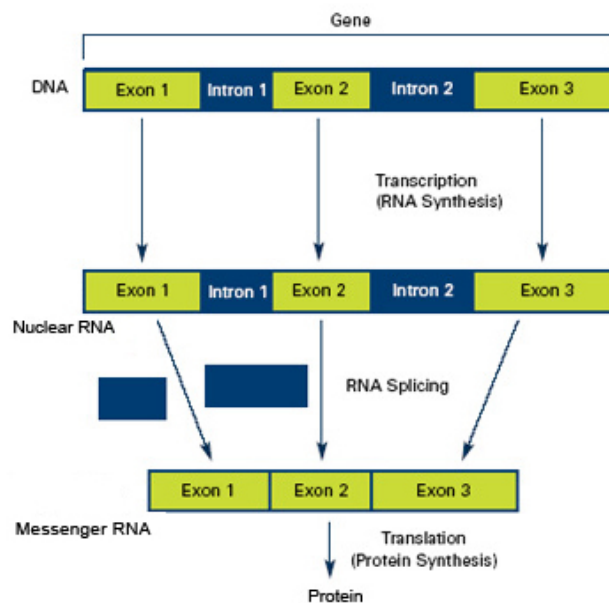 Gene
DNA
Exon 1 Intron 1 Exon 2 Intron 2 Exon 3
Transcription
(RNA Synthesis)
Exon 1 Intron 1 Exon 2 Intron 2 Exon 3
Nuclear RNA
RNA Splicing
Exon 1 Exon 2 Exon 3
Messenger RNA
Translation
(Protein Synthesis)
Protein